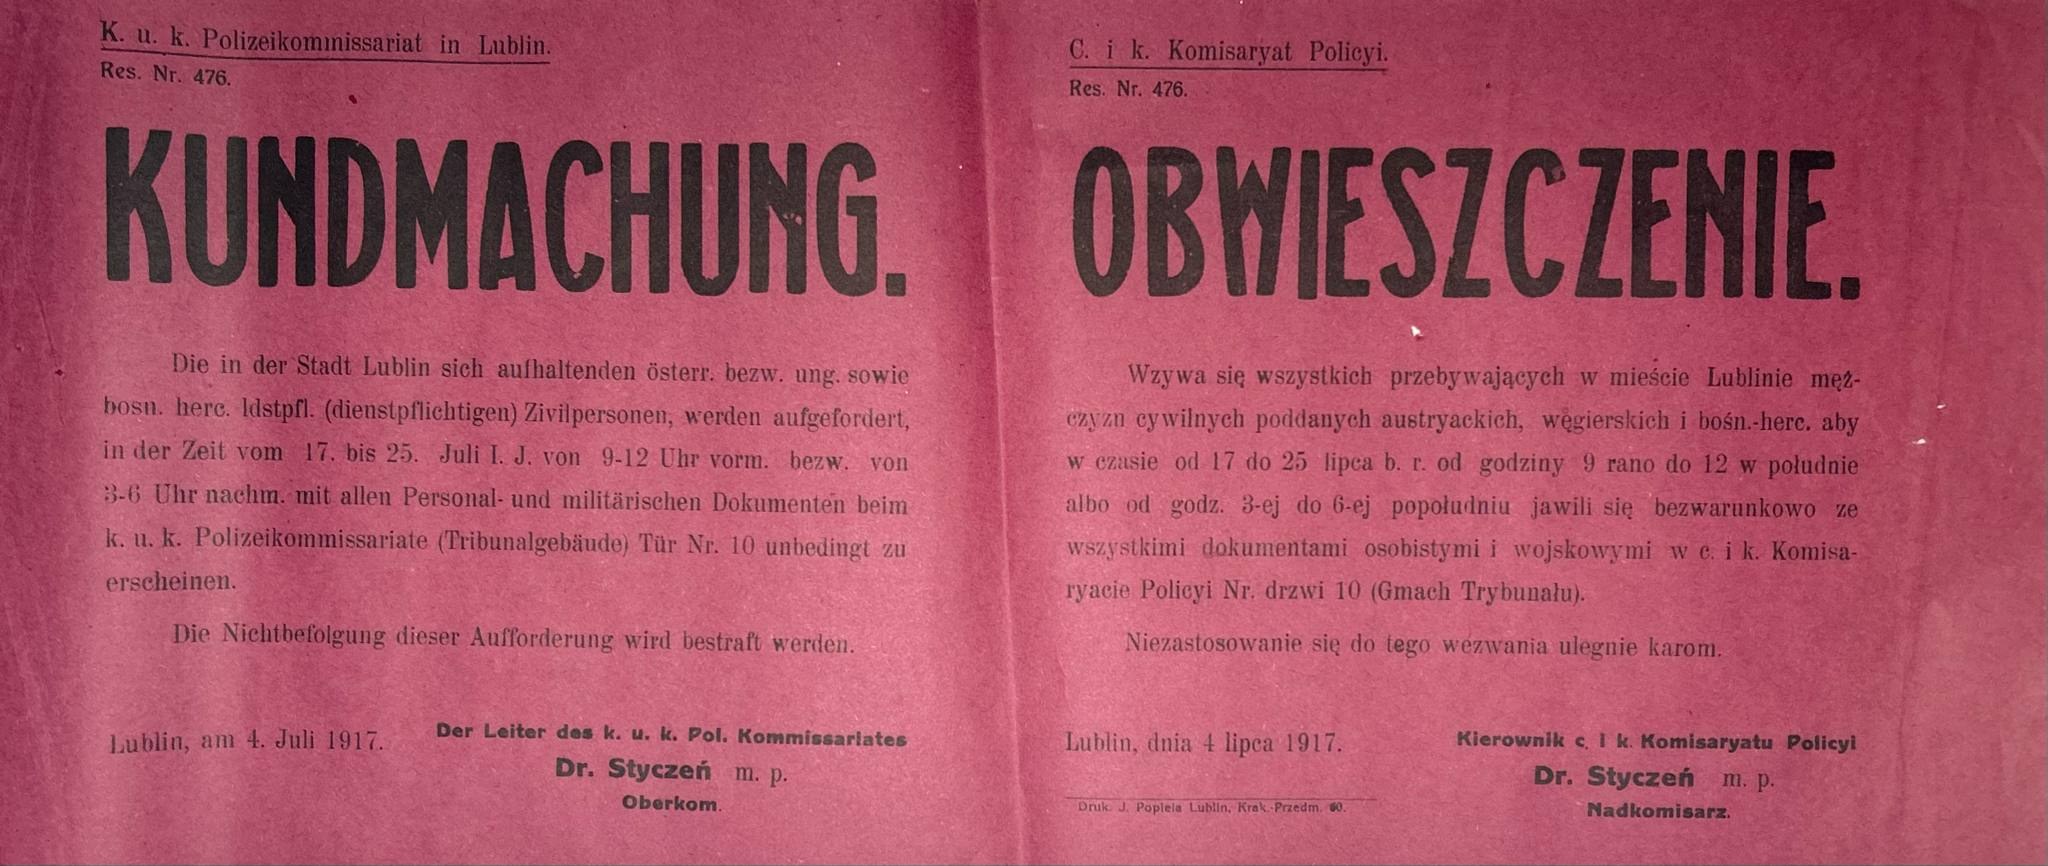 K. u. k. Polizeikommissariat in Lublin.
Res. Nr. 476.
KUNDMACHUNG.
Die in der Stadt Lublin sich aufhaltenden österr. bezw. ung. sowie
bosn. herc. ldstpfl. (dienstpflichtigen) Zivilpersonen, werden aufgefordert,
in der Zeit vom 17. bis 25. Juli l. J. von 9-12 Uhr vorm. bezw. von
3-6 Uhr nachm. mit allen Personal- und militärischen Dokumenten beim
k. u. k. Polizeikommissariate (Tribunalgebäude) Tür Nr. 10 unbedingt zu
erscheinen.
Die Nichtbefolgung dieser Aufforderung wird bestraft werden.
Lublin, am 4. Juli 1917.
Der Leiter des k. u. k. Pol. Kommissariates
Dr. Styczeń m. p.
Oberkom.
C. i k. Komisaryat Policyi.
Res. Nr. 476.
OBWIESZCZENIE.
Wzywa się wszystkich przebywających w mieście Lublinie męż-
czyzn cywilnych poddanych austryackich, węgierskich i bośn.-herc. aby
w czasie od 17 do 25 lipca b. r. od godziny 9 rano do 12 w południe
albo od godz. 3-ej do 6-ej popołudniu jawili się bezwarunkowo ze
wszystkimi dokumentami osobistymi i wojskowymi w c. i k. Komisa-
ryacie Policyi Nr. drzwi 10 (Gmach Trybunału).
Niezastosowanie się do tego wezwania ulegnie karom.
Lublin, dnia 4 lipca 1917.
Kierownik c. i k. Komisaryatu Policyi
Dr. Styczeń m. p.
Nadkomisarz.
Druk. J. Popiela Lublin, Krak.-Przedm. 60.